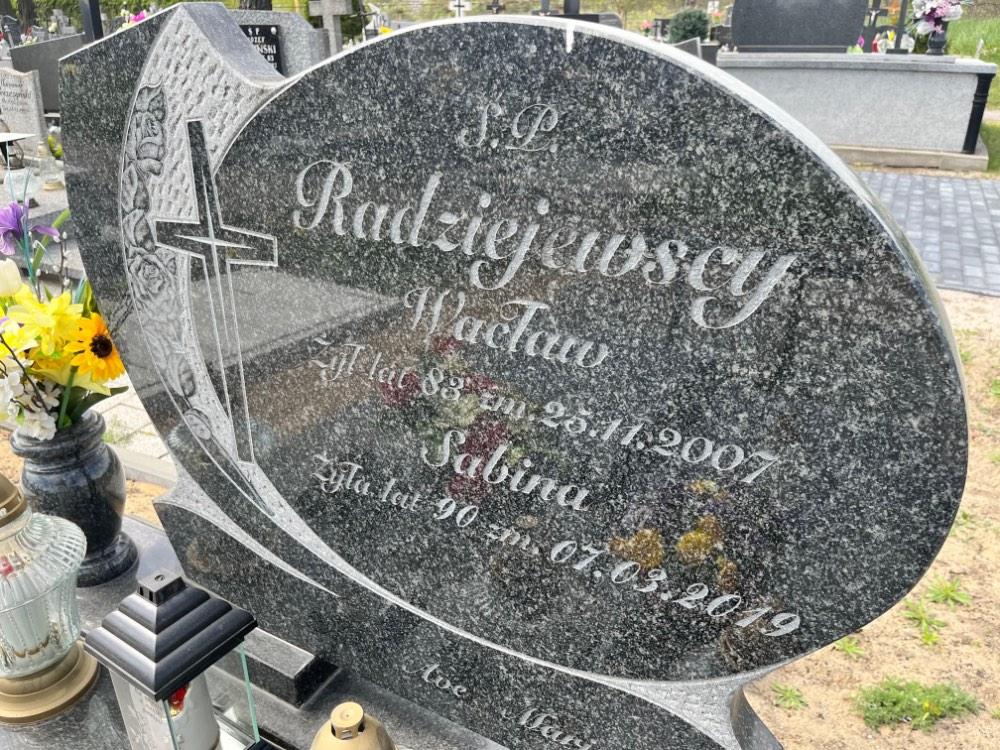 Ś.P.
Radziejewscy
Wacław
Żył lat 83 zm. 25.11.2007
Sabina
Żyła lat 90 zm. 07.03.2019
Ave